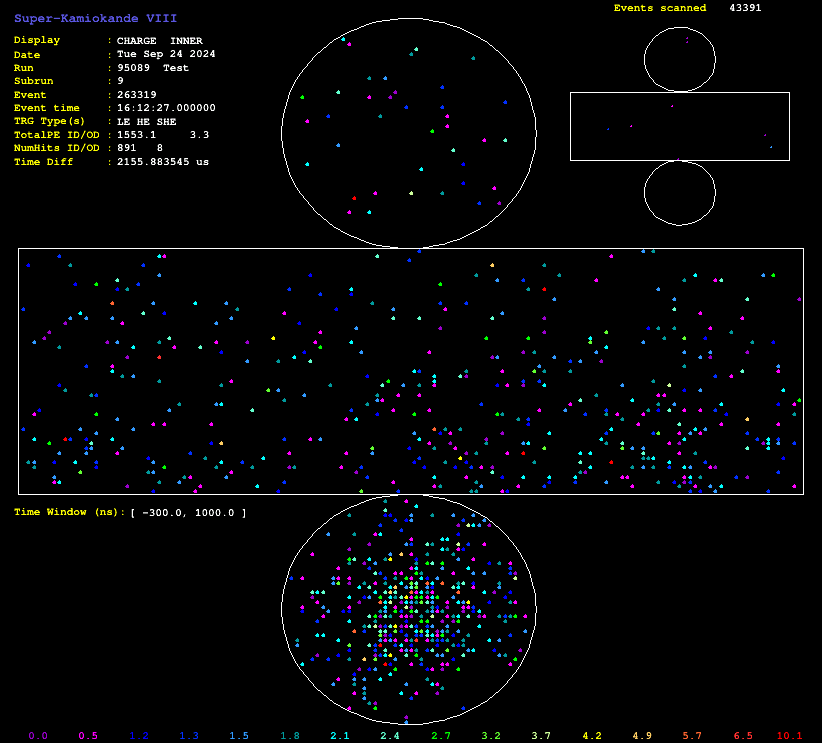 Super-Kamiokande VIII
Events scanned 43391
Display : CHARGE INNER
Date : Tue Sep 24 2024
Run : 95089 Test
Subrun : 9
Event : 263319
Event time : 16:12:27.000000
TRG Type(s) : LE HE SHE
TotalPE ID/OD : 1553.1 3.3
NumHits ID/OD : 891 8
Time Diff : 2155.883545 us
Time Window (ns): [ -300.0, 1000.0 ]
0.0 0.5 1.2 1.3 1.5 1.8 2.1 2.4 2.7 3.2 3.7 4.2 4.9 5.7 6.5 10.1